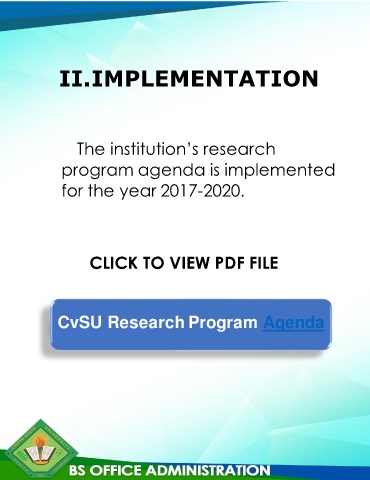 II.IMPLEMENTATION
The institution's research
program agenda is implemented
for the year 2017-2020.
CLICK TO VIEW PDF FILE
CvSU Research Program Agenda
BS OFFICE ADMINISTRATION